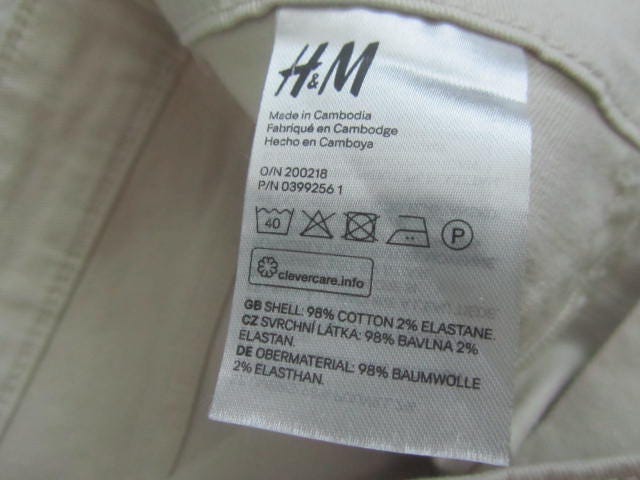 H&M
Made in Cambodia
Fabriqué en Cambodge
Hecho en Camboya
O/N 200218
P/N 0399256 1
40 P
clevercare.info
GB SHELL: 98% COTTON 2% ELASTANE.
CZ SVRCHNÍ LÁTKA: 98% BAVLNA 2%
ELASTAN.
DE OBERMATERIAL: 98% BAUMWOLLE
2% ELASTHAN.